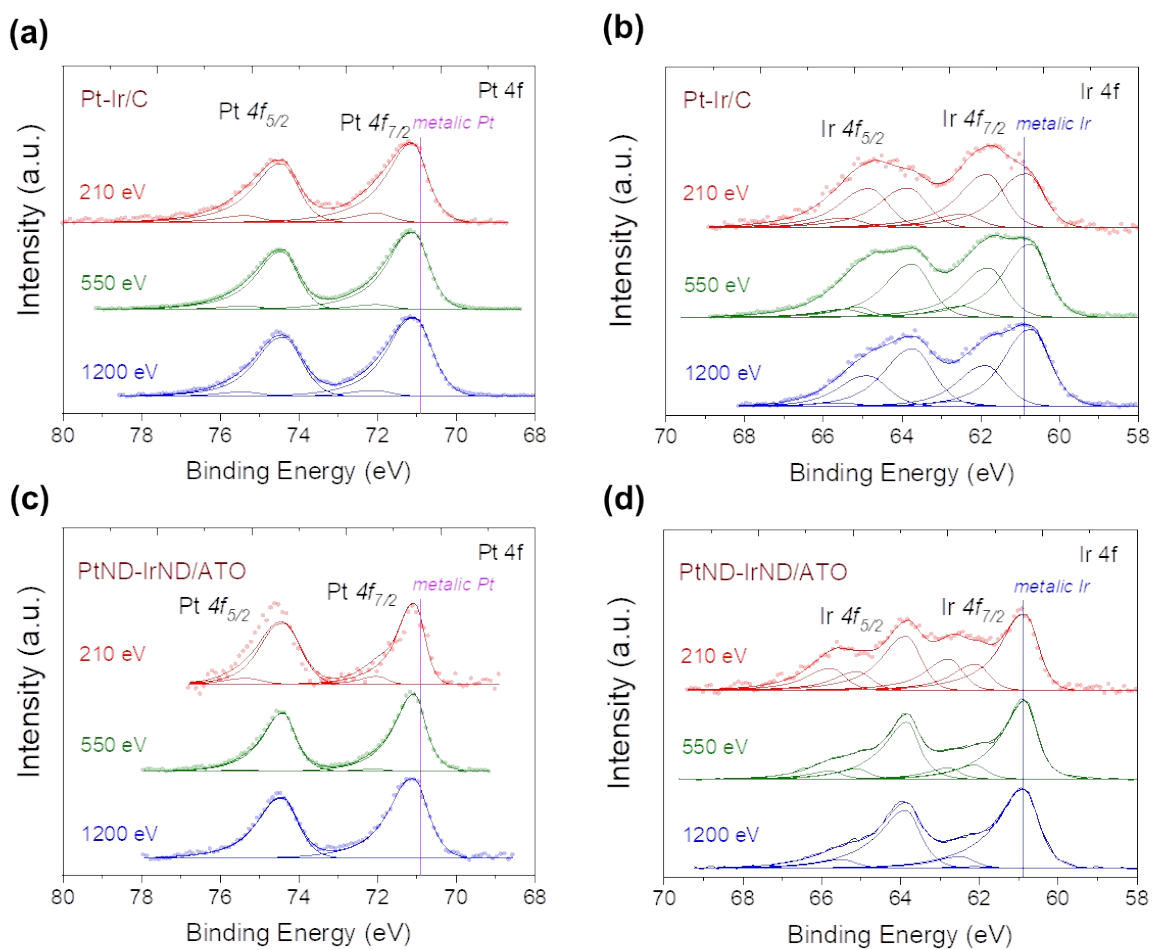 (a)
Pt-Ir/C
Pt 4f
Pt 4f5/2
Pt 4f7/2
metalic Pt
210 eV
550 eV
1200 eV
Intensity (a.u.)
80 78 76 74 72 70 68
Binding Energy (eV)
(b)
Pt-Ir/C
Ir 4f
Ir 4f5/2
Ir 4f7/2
metalic Ir
210 eV
550 eV
1200 eV
Intensity (a.u.)
70 68 66 64 62 60 58
Binding Energy (eV)
(c)
PtND-IrND/ATO
Pt 4f
Pt 4f5/2
Pt 4f7/2
metalic Pt
210 eV
550 eV
1200 eV
Intensity (a.u.)
80 78 76 74 72 70 68
Binding Energy (eV)
(d)
PtND-IrND/ATO
Ir 4f
Ir 4f5/2
Ir 4f7/2
metalic Ir
210 eV
550 eV
1200 eV
Intensity (a.u.)
70 68 66 64 62 60 58
Binding Energy (eV)